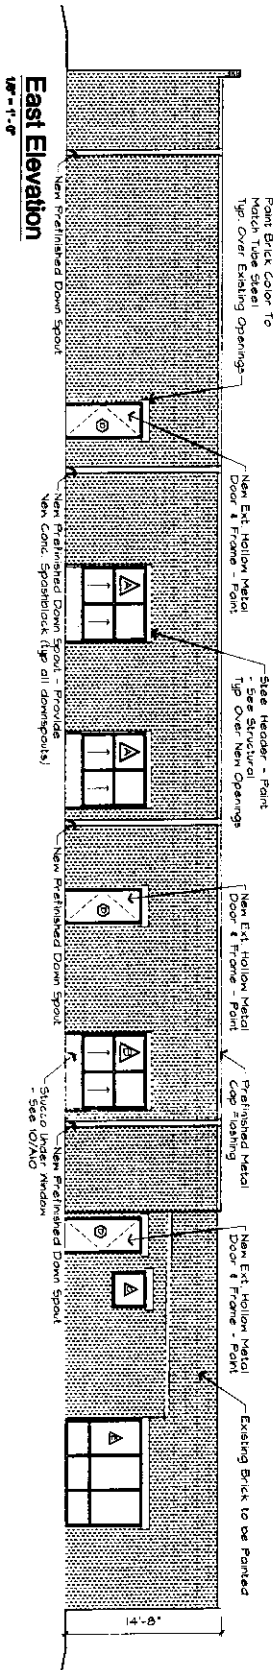 Paint Brick Color To
Match Tube Steel
Typ. Over Existing Openings
New Ext. Hollow Metal
Door & Frame - Paint
Steel Header - Paint
- See Structural
Typ Over New Openings
New Ext. Hollow Metal
Door & Frame - Paint
Prefinished Metal
Cap Flashing
New Ext. Hollow Metal
Door & Frame - Paint
Existing Brick to be Painted
14'-8"
A
A
B
New Prefinished Down Spout
New Prefinished Down Spout - Provide
New Conc Spashblock (typ all downspouts)
New Prefinished Down Spout
Stucco Under Window
- See 10/A10
New Prefinished Down Spout
East Elevation
1/8" = 1'-0"